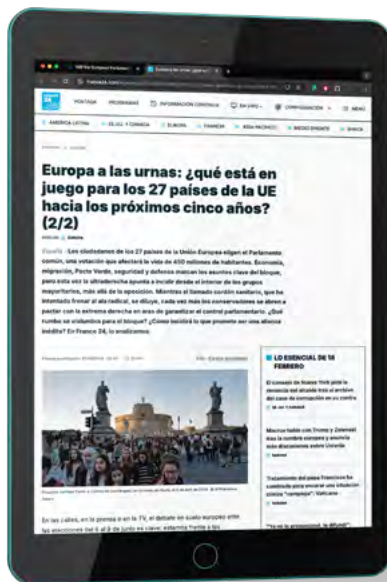 PORTADA PROGRAMAS INFORMACIÓN CONTINUA EN VIVO CONFIGURACIÓN MENÚ
AMÉRICA LATINA EE.UU. Y CANADÁ EUROPA FRANCIA ASIA-PACÍFICO MEDIO ORIENTE ÁFRICA
Europa a las urnas: ¿qué está en
juego para los 27 países de la UE
hacia los próximos cinco años?
(2/2)
Los ciudadanos de los 27 países de la Unión Europea eligen el Parlamento
común, una votación que afectará la vida de 450 millones de habitantes. Economía,
migración, Pacto Verde, seguridad y defensa marcan los asuntos clave del bloque,
pero esta vez la ultraderecha apunta a incidir desde el interior de los grupos
mayoritarios, más allá de la oposición. Mientras el llamado cordón sanitario, que ha
intentado frenar al ala radical, se diluye, cada vez más los conservadores se abren a
pactar con la extrema derecha en aras de garantizar el control parlamentario. ¿Qué
rumbo se vislumbra para el bloque? ¿Cómo incidirá lo que promete ser una alianza
inédita? En France 24, lo analizamos.
LO ESENCIAL DE 18
FEBRERO
Macron habla con Trump y Zelenski
tras la cumbre europea y anuncia
más discusiones sobre Ucrania
Tratamiento del papa Francisco ha
cambiado para encarar una situación
clínica "compleja": Vaticano
En las calles, en la prensa o en la TV, el debate en suelo europeo ante
las elecciones del 6 al 9 de junio es clave: